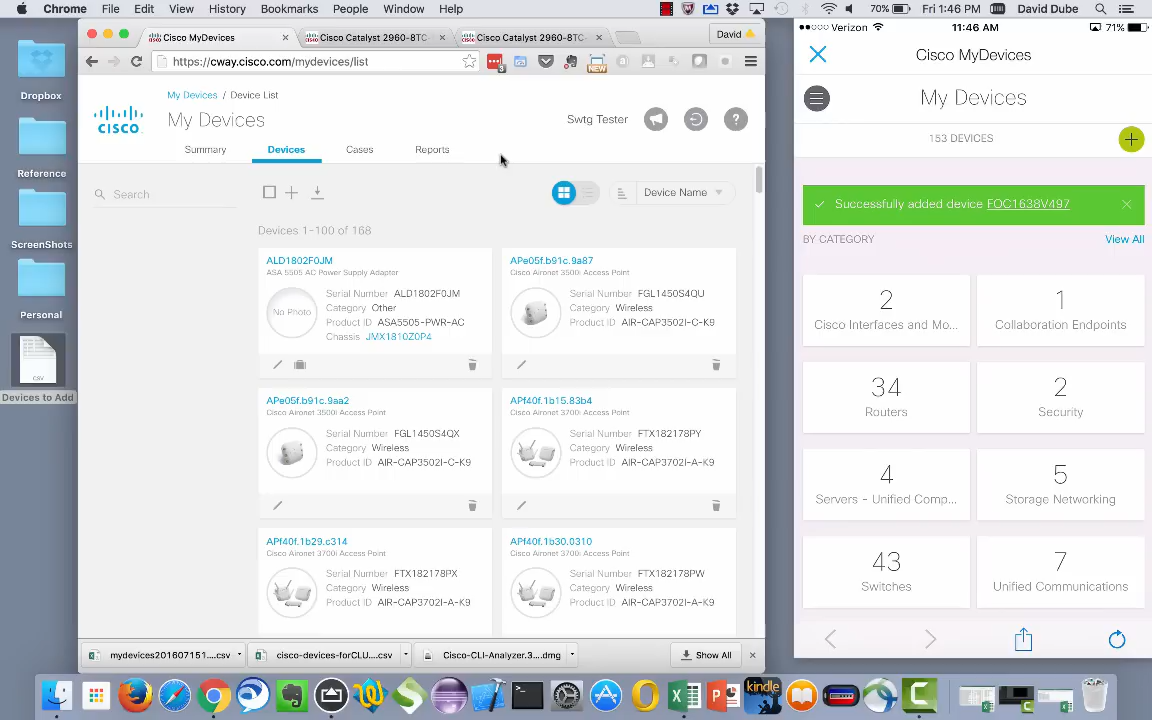 Chrome File Edit View History Bookmarks People Window Help
70% Fri 1:46 PM David Dube
Dropbox
Reference
ScreenShots
Personal
csv
Devices to Add
Cisco MyDevices
Cisco Catalyst 2960-8TC-
Cisco Catalyst 2960-8TC-
David
https://cway.cisco.com/mydevices/list
3
NEW
cisco
My Devices / Device List
My Devices
Swtg Tester
?
Summary
Devices
Cases
Reports
Search
Device Name
Devices 1-100 of 168
ALD1802F0JM
ASA 5505 AC Power Supply Adaptor
No Photo
Serial Number ALD1802F0JM
Category Other
Product ID ASA5505-PWR-AC
Chassis JMX1810Z0P4
APe05f.b91c.9a87
Cisco Aironet 3500i Access Point
Serial Number FGL1450S4QU
Category Wireless
Product ID AIR-CAP3502I-C-K9
APe05f.b91c.9aa2
Cisco Aironet 3500i Access Point
Serial Number FGL1450S4QX
Category Wireless
Product ID AIR-CAP3502I-C-K9
APf40f.1b15.83b4
Cisco Aironet 3700i Access Point
Serial Number FTX182178PY
Category Wireless
Product ID AIR-CAP3702I-A-K9
APf40f.1b29.c314
Cisco Aironet 3700i Access Point
Serial Number FTX182178PX
Category Wireless
Product ID AIR-CAP3702I-A-K9
APf40f.1b30.0310
Cisco Aironet 3700i Access Point
Serial Number FTX182178PW
Category Wireless
Product ID AIR-CAP3702I-A-K9
mydevices201607151....csv
cisco-devices-forCLU....csv
Cisco-CLI-Analyzer.3....dmg
Show All
Verizon 11:46 AM 71%
Cisco MyDevices
My Devices
153 DEVICES
Successfully added device FOC1638V497
BY CATEGORY
View All
2
Cisco Interfaces and Mo...
1
Collaboration Endpoints
34
Routers
2
Security
4
Servers - Unified Comp...
5
Storage Networking
43
Switches
7
Unified Communications
kindle